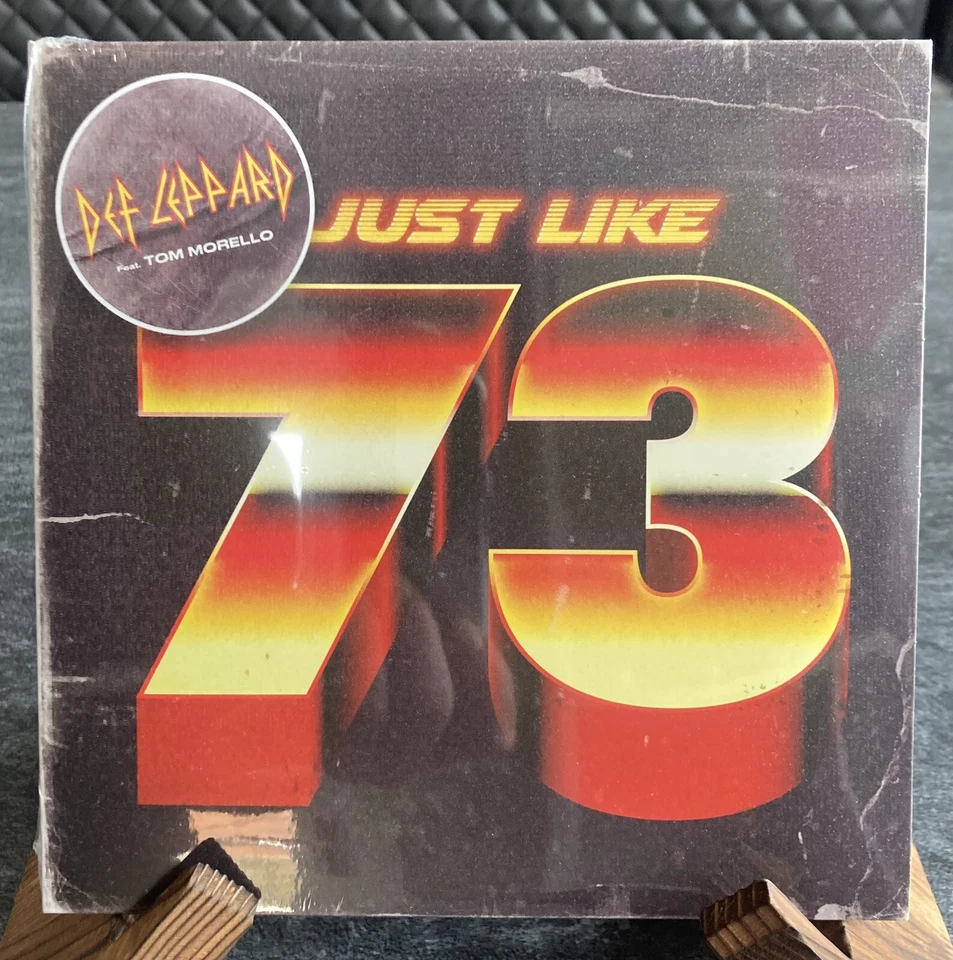 DEF LEPPARD
Feat. TOM MORELLO
JUST LIKE
73